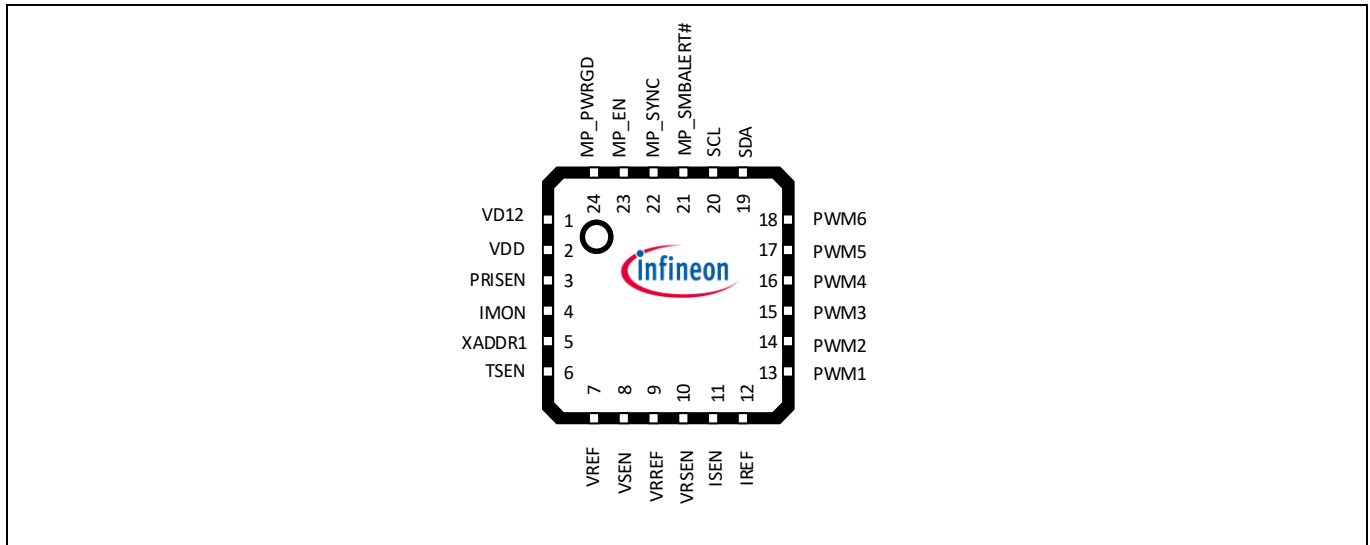 MP_PWRGD
MP_EN
MP_SYNC
MP_SMBALERT#
SCL
SDA
24
23
22
21
20
19
VD12 1
VDD 2
PRISEN 3
IMON 4
XADDR1 5
TSEN 6
infineon
18 PWM6
17 PWM5
16 PWM4
15 PWM3
14 PWM2
13 PWM1
7
8
9
10
11
12
VREF
VSEN
VRREF
VRSEN
ISEN
IREF